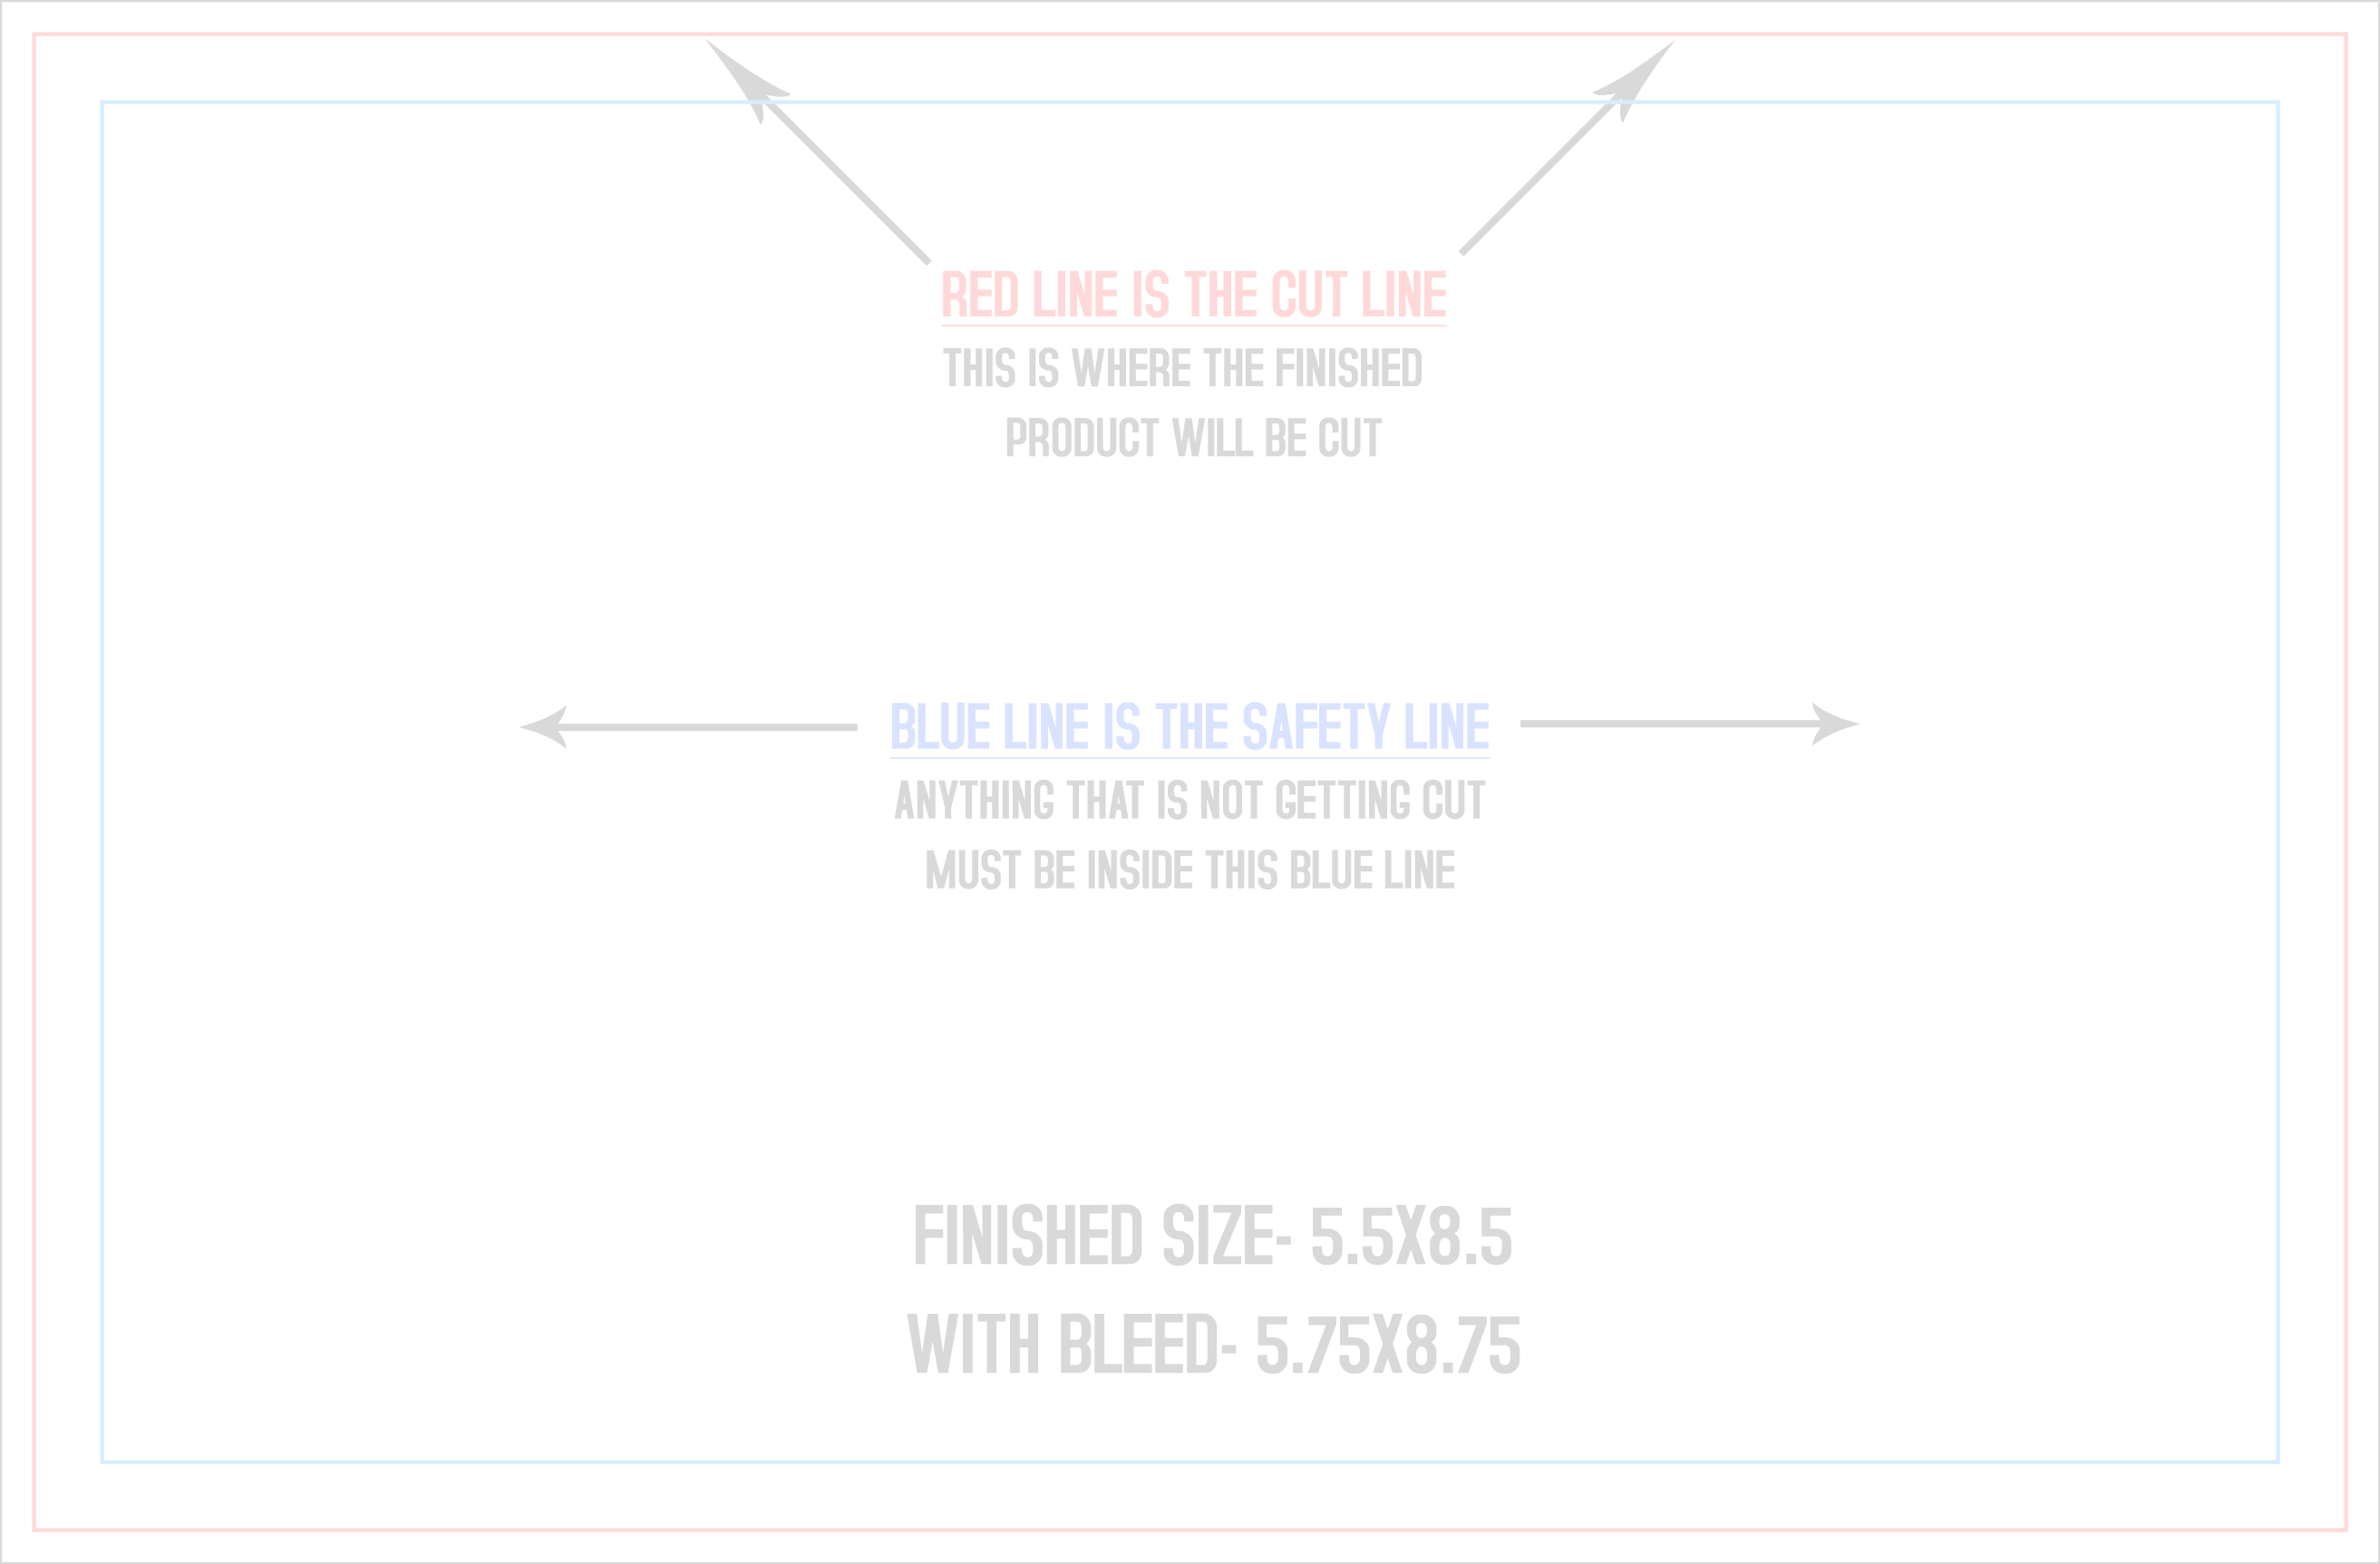 RED LINE IS THE CUT LINE
THIS IS WHERE THE FINISHED
PRODUCT WILL BE CUT
BLUE LINE IS THE SAFETY LINE
ANYTHING THAT IS NOT GETTING CUT
MUST BE INSIDE THIS BLUE LINE
FINISHED SIZE- 5.5X8.5
WITH BLEED- 5.75X8.75